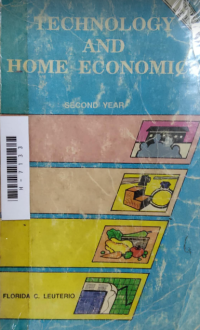 TECHNOLOGY
AND
HOME ECONOMIC
SECOND YEAR
FLORIDA C. LEUTERIO